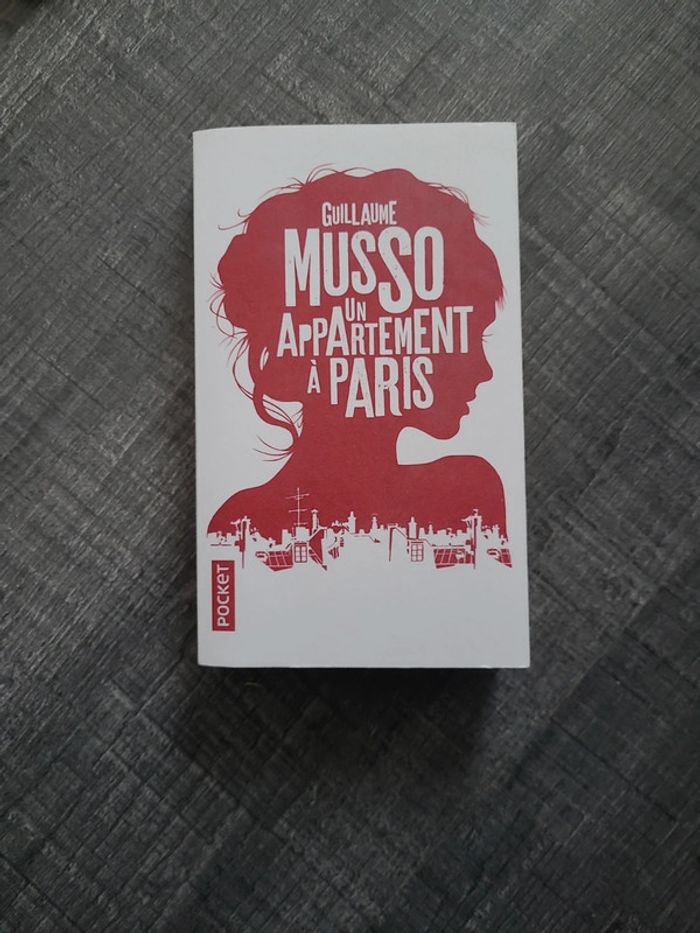 GUILLAUME
MUSSO
UN
APPARTEMENT
À PARIS
POCKET